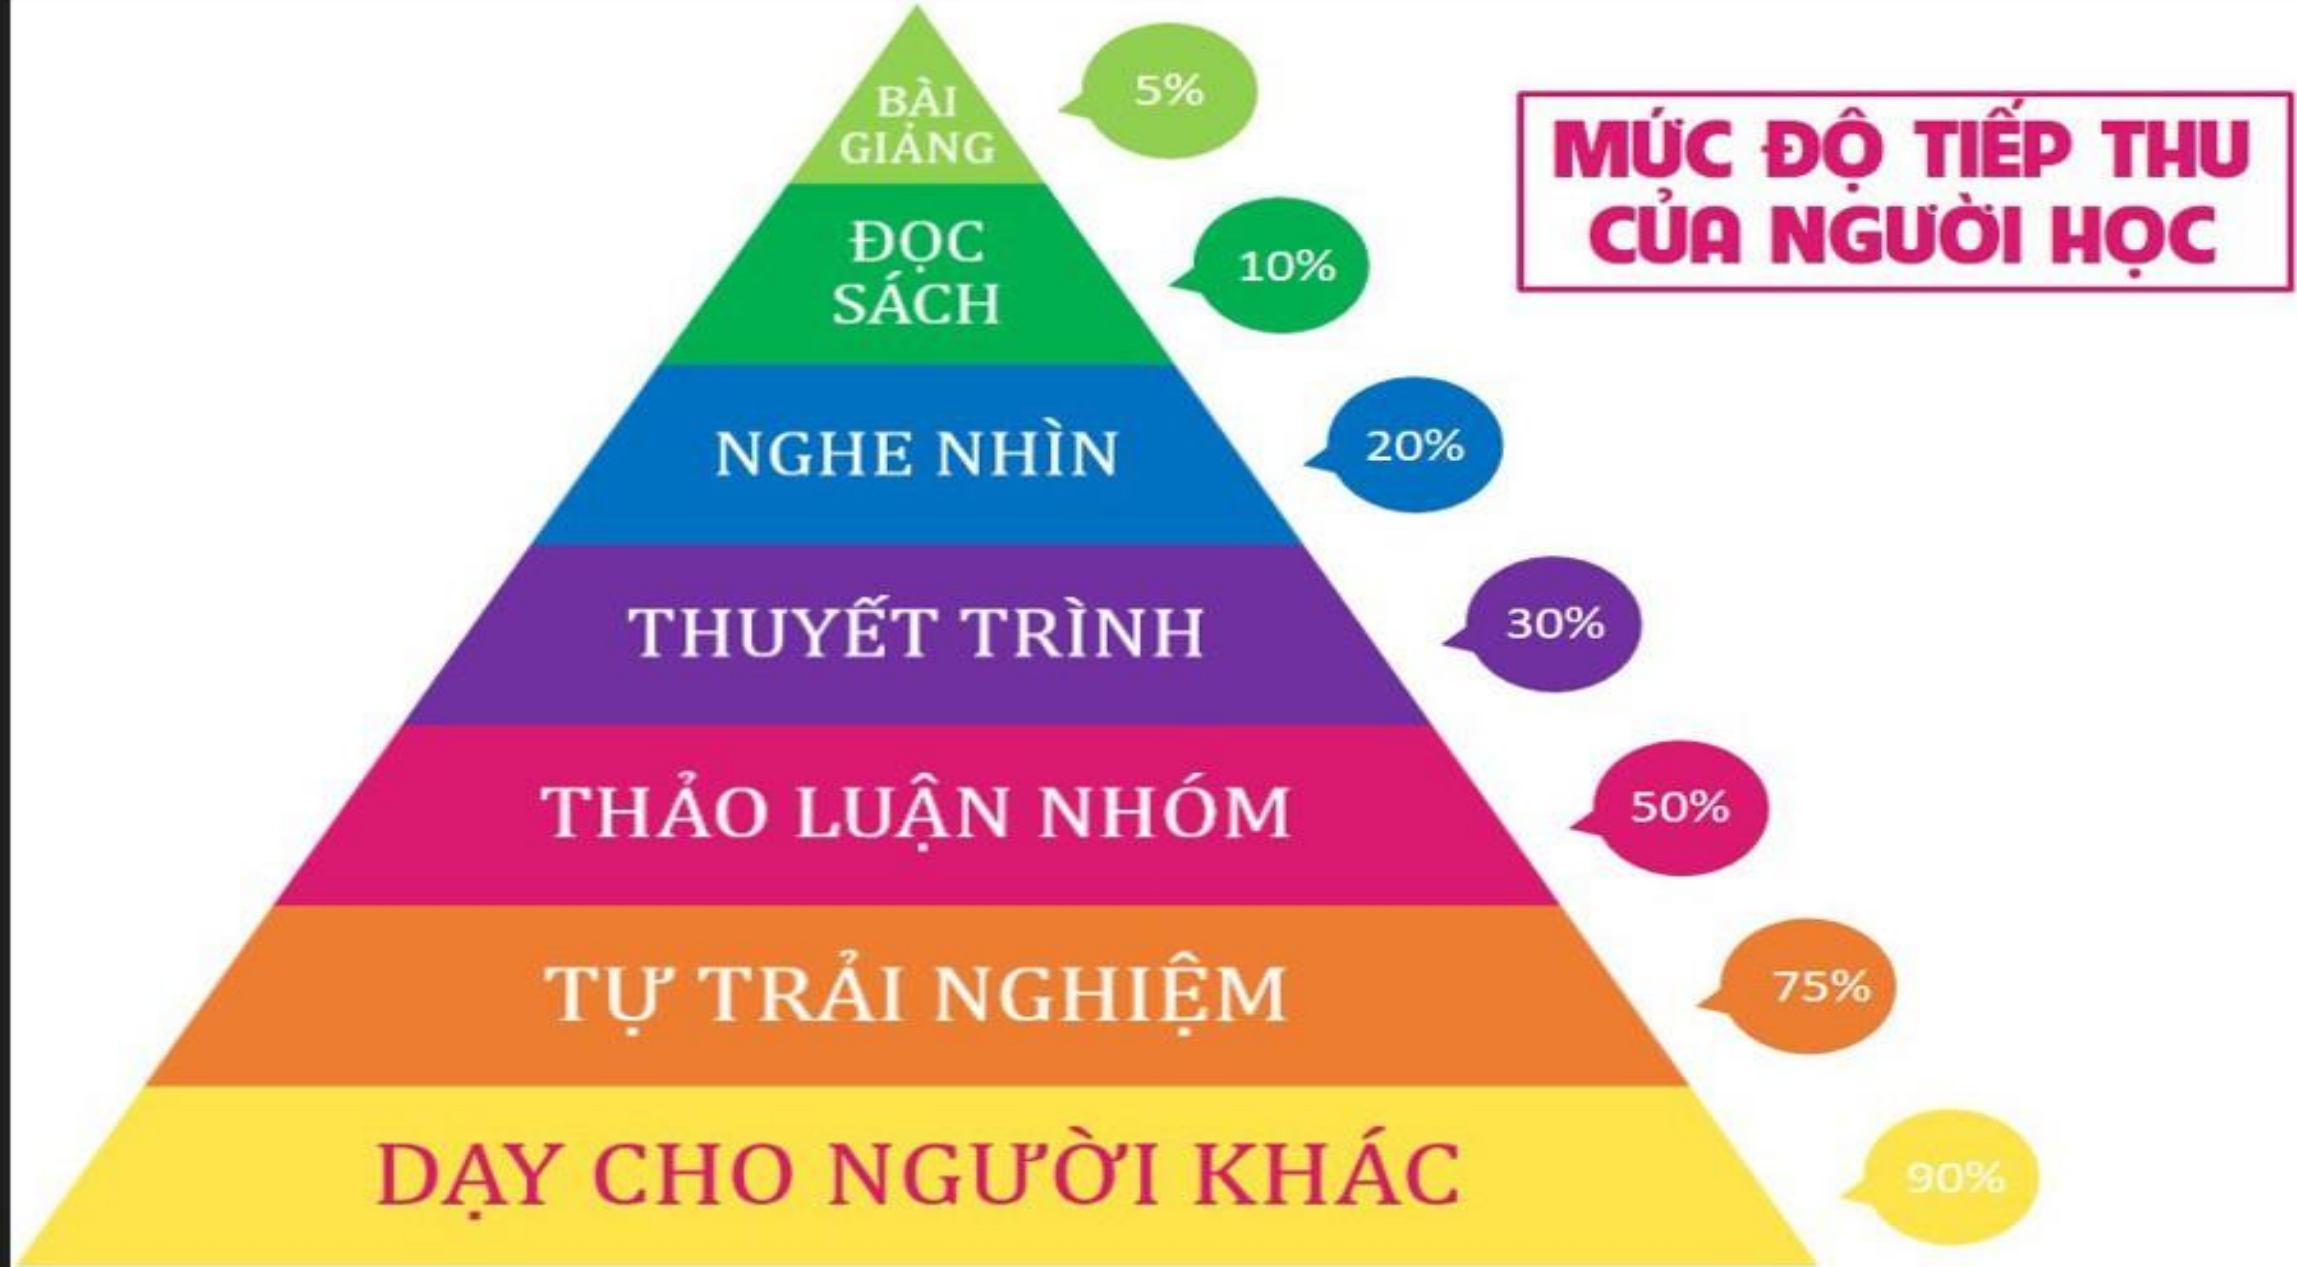 BÀI
GIẢNG
5%
MỨC ĐỘ TIẾP THU
CỦA NGƯỜI HỌC
ĐỌC
SÁCH
10%
NGHE NHÌN
20%
THUYẾT TRÌNH
30%
THẢO LUẬN NHÓM
50%
TỰ TRẢI NGHIỆM
75%
DẠY CHO NGƯỜI KHÁC
90%